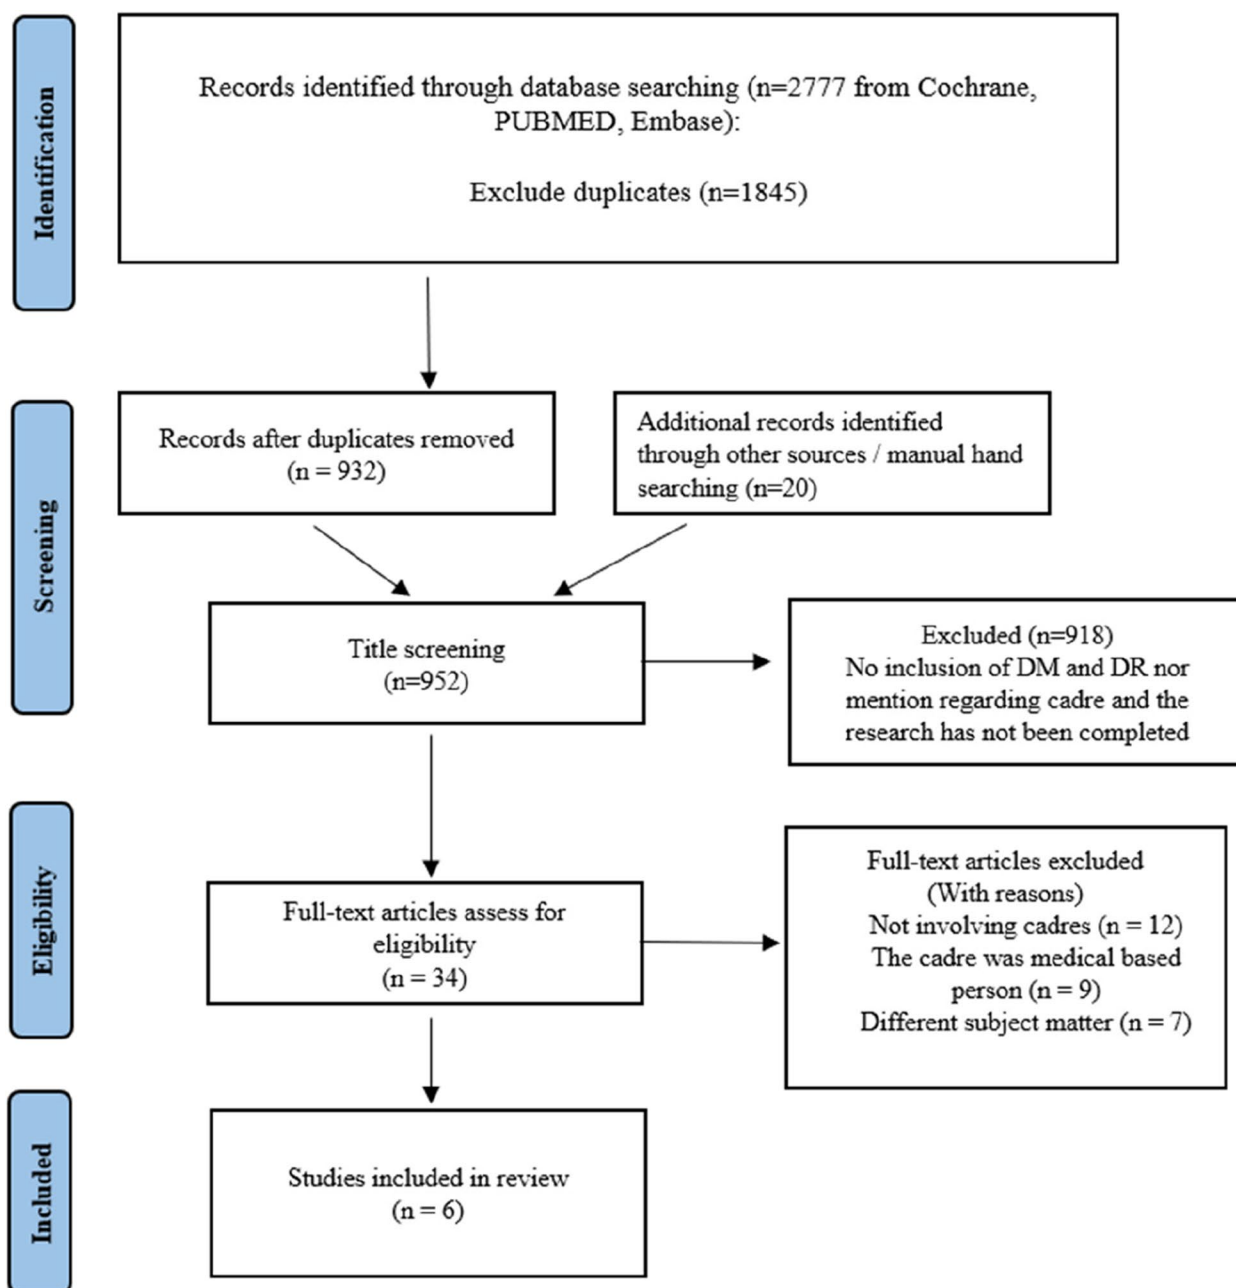 Identification
Records identified through database searching (n=2777 from Cochrane,
PUBMED, Embase):
Exclude duplicates (n=1845)
Screening
Records after duplicates removed
(n = 932)
Additional records identified
through other sources / manual hand
searching (n=20)
Title screening
(n=952)
Excluded (n=918)
No inclusion of DM and DR nor
mention regarding cadre and the
research has not been completed
Eligibility
Full-text articles assess for
eligibility
(n = 34)
Full-text articles excluded
(With reasons)
Not involving cadres (n = 12)
The cadre was medical based
person (n = 9)
Different subject matter (n = 7)
Included
Studies included in review
(n = 6)